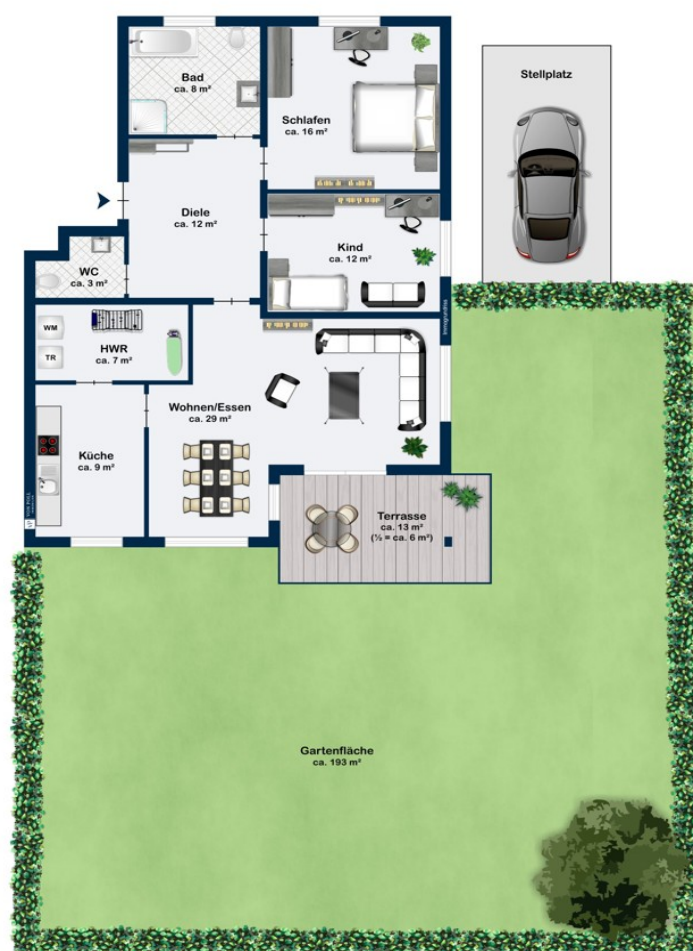 Bad
ca. 8 m²
Schlafen
ca. 16 m²
Stellplatz
Diele
ca. 12 m²
Kind
ca. 12 m²
WC
ca. 3 m²
WM
TR
HWR
ca. 7 m²
Wohnen/Essen
ca. 29 m²
Küche
ca. 9 m²
Terrasse
ca. 13 m²
(½ = ca. 6 m²)
Gartenfläche
ca. 193 m²